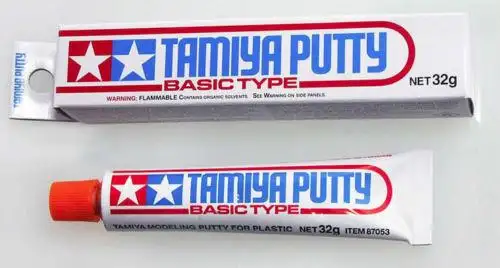 TAMIYA PUTTY
BASIC TYPE
NET 32g
WARNING: FLAMMABLE CONTAINS ORGANIC SOLVENTS. SEE WARNING ON SIDE PANELS.
TAMIYA
TAMIYA PUTTY
BASIC TYPE
TAMIYA MODELING PUTTY FOR PLASTIC NET 32g ITEM 87053